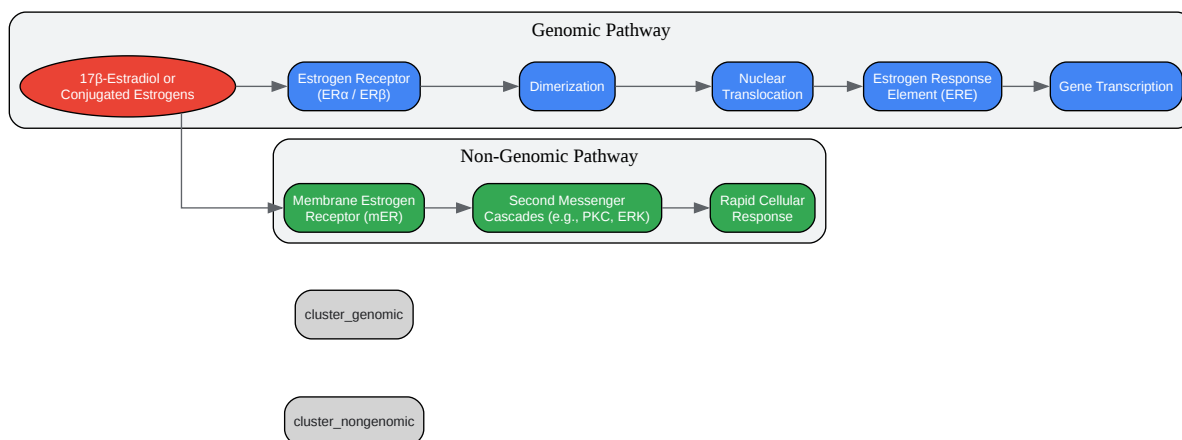 Genomic Pathway
17β-Estradiol or
Conjugated Estrogens
Estrogen Receptor
(ERα / ERβ)
Dimerization
Nuclear
Translocation
Estrogen Response
Element (ERE)
Gene Transcription
Non-Genomic Pathway
Membrane Estrogen
Receptor (mER)
Second Messenger
Cascades (e.g., PKC, ERK)
Rapid Cellular
Response
cluster_genomic
cluster_nongenomic